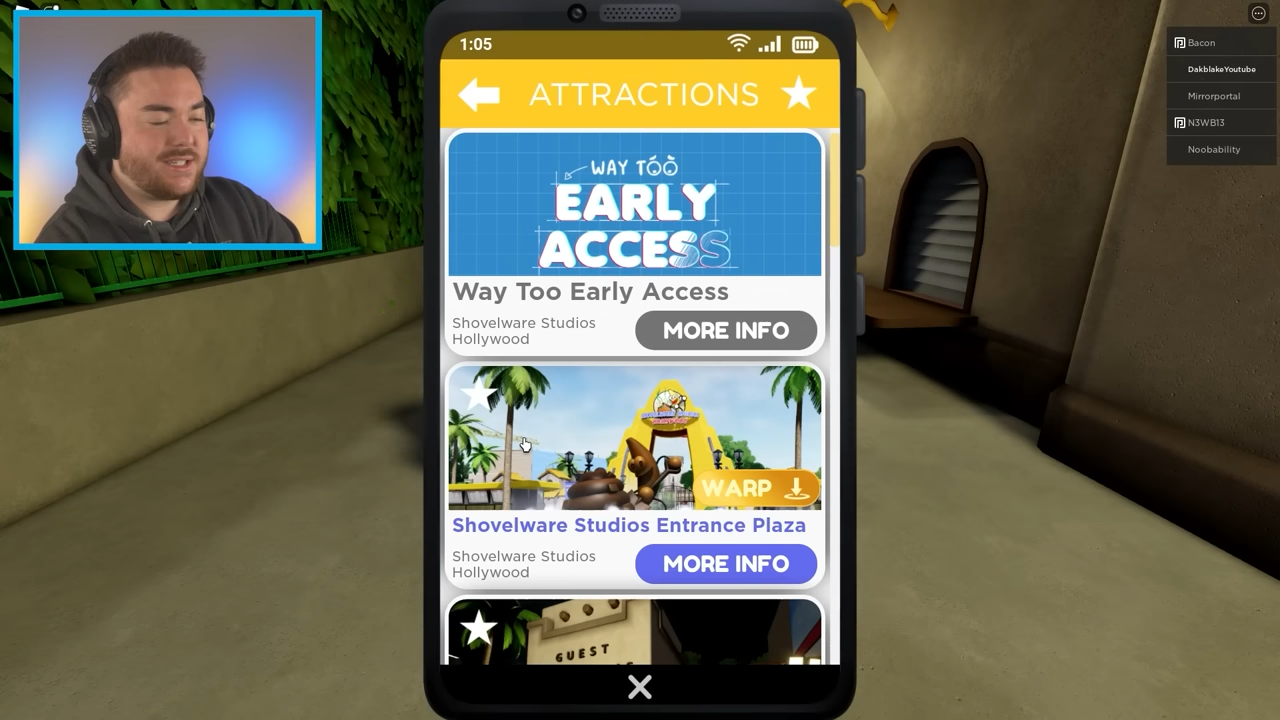 1:05
ATTRACTIONS
WAY TOO
EARLY
ACCESS
Way Too Early Access
Shovelware Studios
Hollywood
MORE INFO
WARP
Shovelware Studios Entrance Plaza
Shovelware Studios
Hollywood
MORE INFO
GUEST
Bacon
DakblakeYoutube
Mirrorportal
N3WB13
Noobability